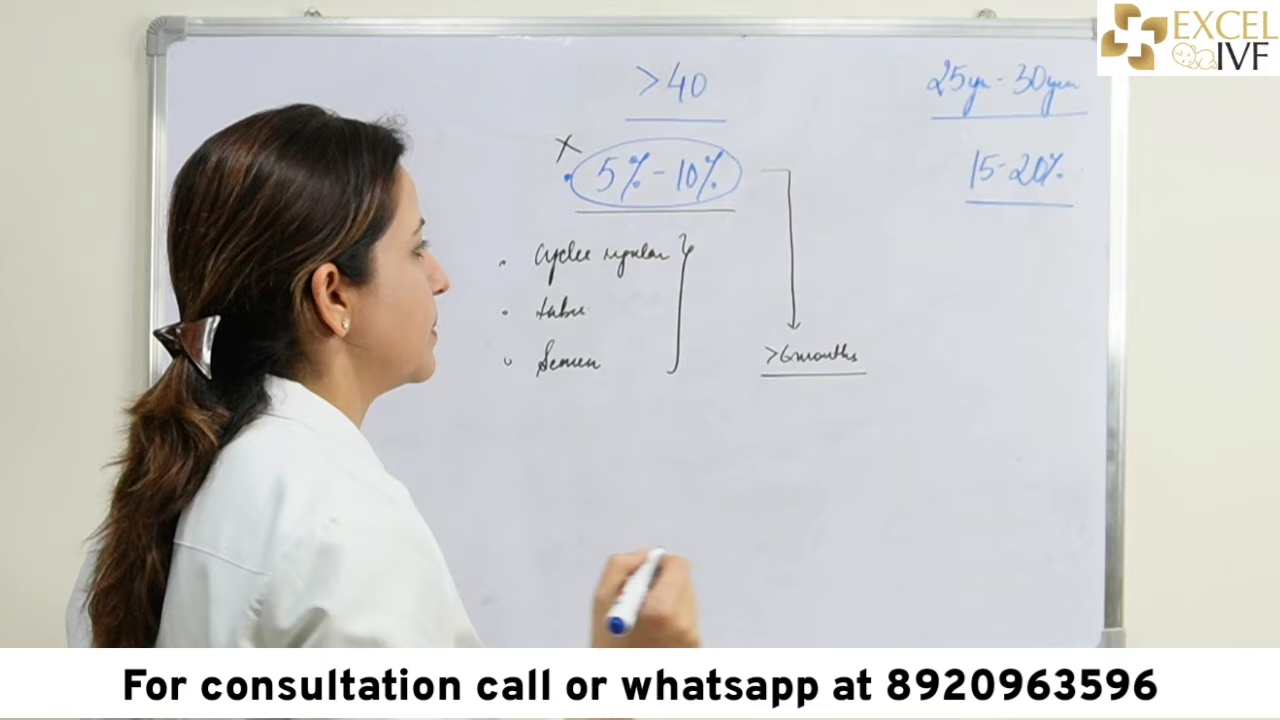 >40
25yr - 30year
x
5% - 10%
15-20%
• Cycles regular
• tubes
• Semen
>6months
EXCEL
IVF
For consultation call or whatsapp at 8920963596